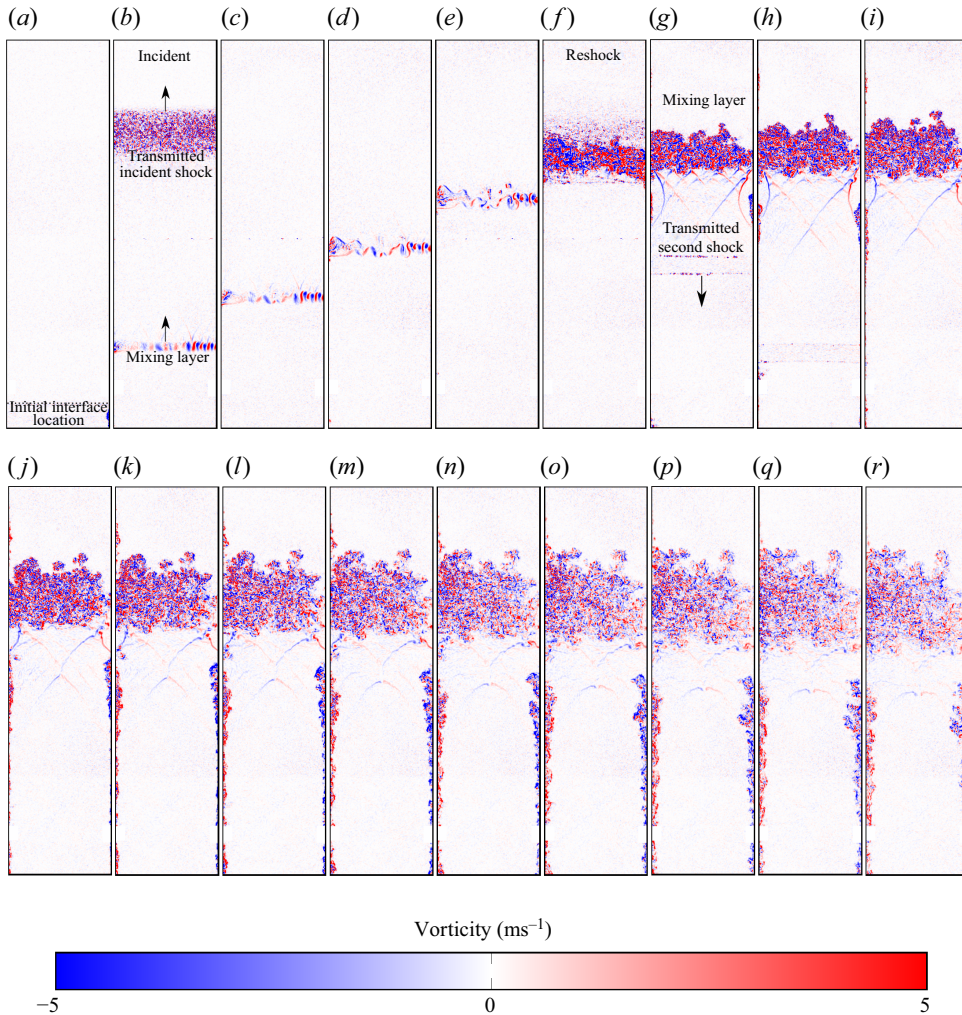 (a) (b) (c) (d) (e) (f) (g) (h) (i)
Incident
Reshock
Mixing layer
Transmitted
incident shock
Transmitted
second shock
Mixing layer
Initial interface
location
(j) (k) (l) (m) (n) (o) (p) (q) (r)
Vorticity (ms⁻¹)
−5 0 5